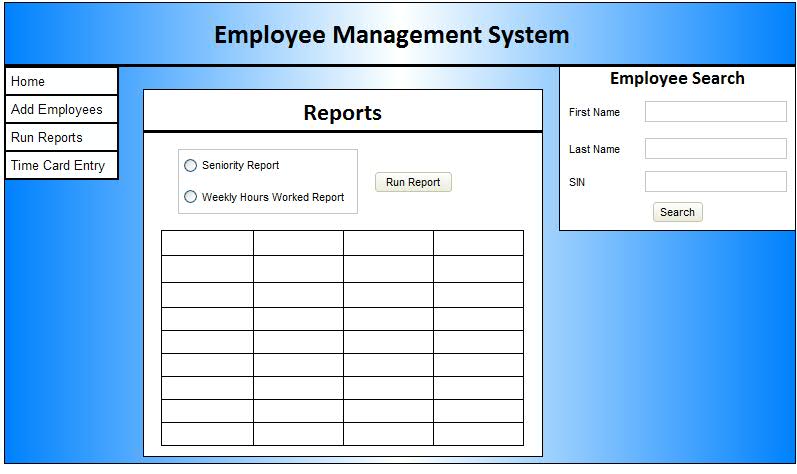 Employee Management System
Home
Add Employees
Run Reports
Time Card Entry
Reports
Seniority Report
Weekly Hours Worked Report
Run Report
Employee Search
First Name
Last Name
SIN
Search